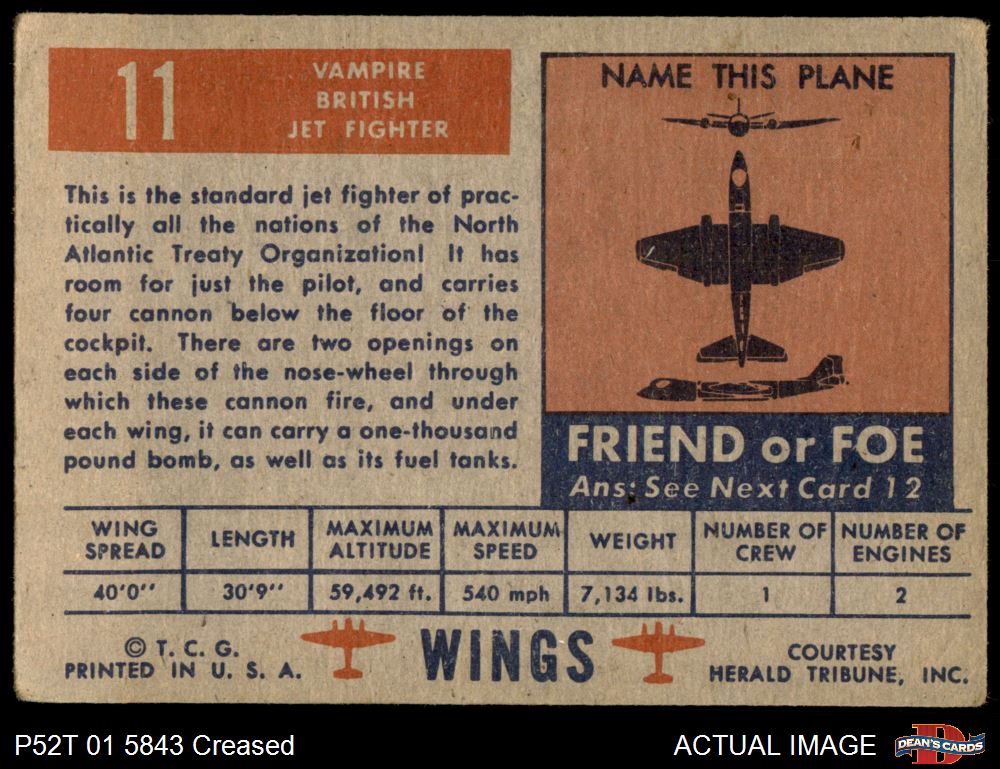 11
VAMPIRE
BRITISH
JET FIGHTER
This is the standard jet fighter of prac-
tically all the nations of the North
Atlantic Treaty Organization! It has
room for just the pilot, and carries
four cannon below the floor of the
cockpit. There are two openings on
each side of the nose-wheel through
which these cannon fire, and under
each wing, it can carry a one-thousand
pound bomb, as well as its fuel tanks.
NAME THIS PLANE
FRIEND or FOE
Ans: See Next Card 12
WING SPREAD
LENGTH
MAXIMUM ALTITUDE
MAXIMUM SPEED
WEIGHT
NUMBER OF CREW
NUMBER OF ENGINES
40'0''
30'9''
59,492 ft.
540 mph
7,134 lbs.
1
2
© T. C. G.
PRINTED IN U. S. A.
WINGS
COURTESY
HERALD TRIBUNE, INC.
P52T 01 5843 Creased
ACTUAL IMAGE
DEAN'S CARDS